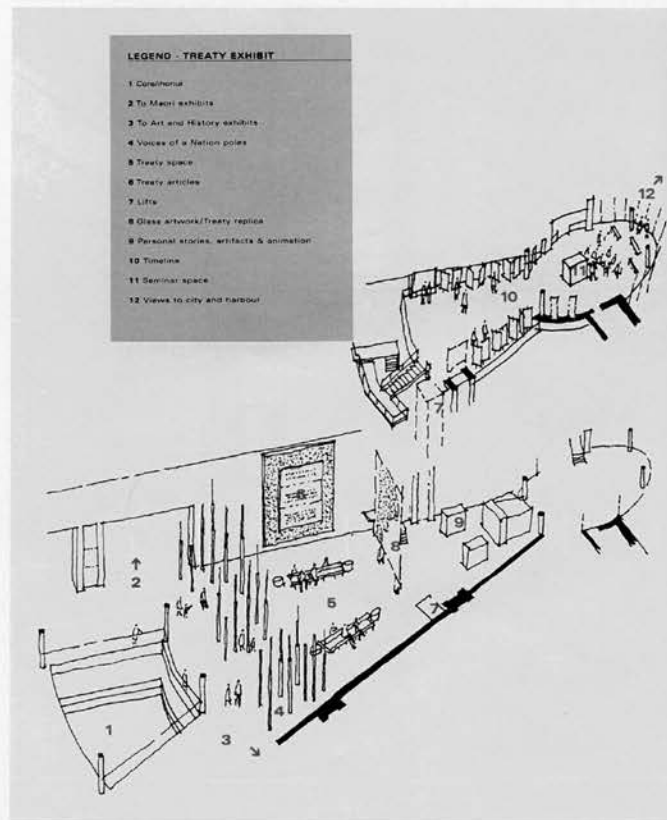 LEGEND - TREATY EXHIBIT
1 Ceremonial
2 To Maori exhibits
3 To Art and History exhibits
4 Voices of a Nation poles
5 Treaty space
6 Treaty articles
7 Lifts
8 Glass artwork/Treaty replica
9 Personal stories, artifacts & animation
10 Timeline
11 Seminar space
12 Views to city and harbour
12
11
10
7
6
9
8
2
5
7
4
1
3